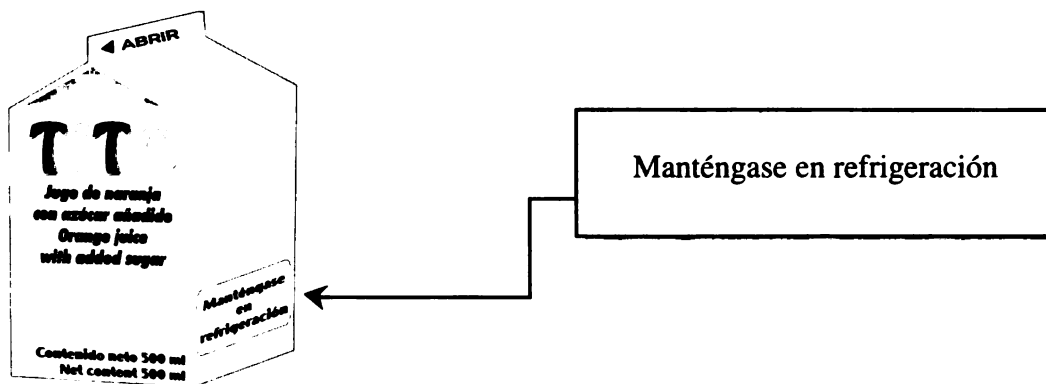 ◄ ABRIR
T T
Jugo de naranja
con azúcar añadido
Orange juice
with added sugar
Manténgase
en
refrigeración
Contenido neto 500 ml
Net content 500 ml
Manténgase en refrigeración